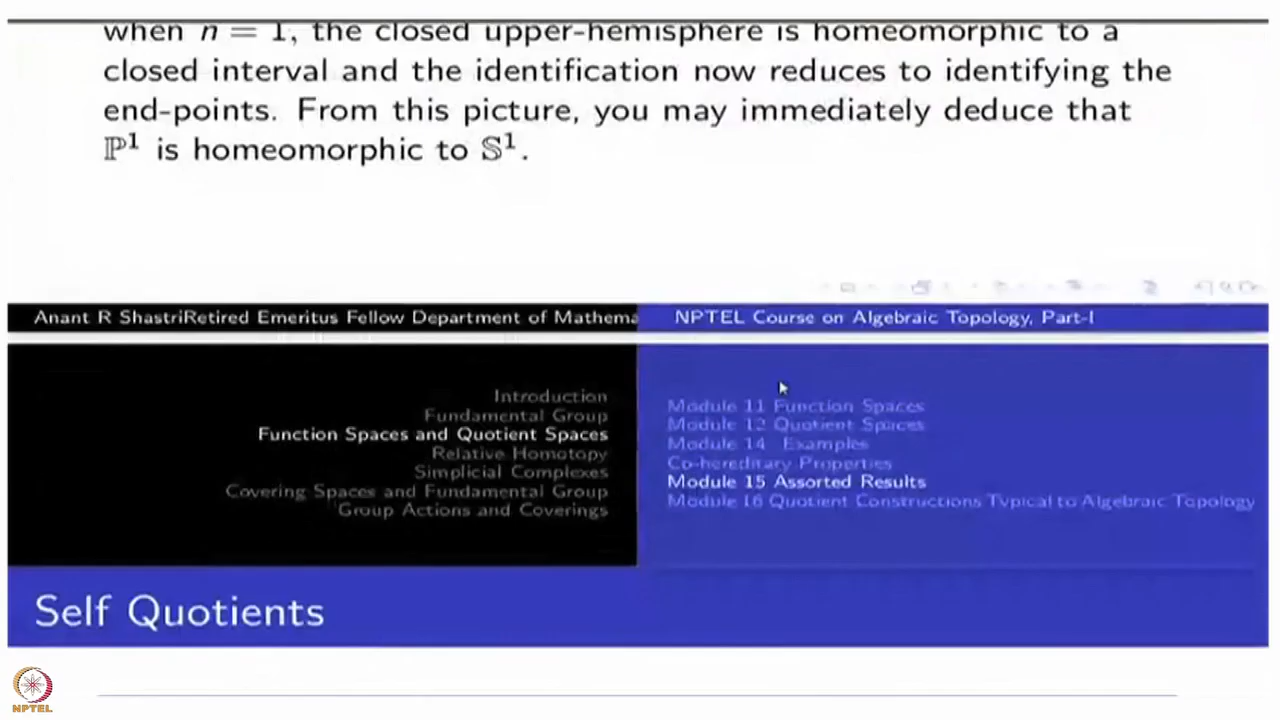 when n = 1, the closed upper-hemisphere is homeomorphic to a
closed interval and the identification now reduces to identifying the
end-points. From this picture, you may immediately deduce that
ℙ¹ is homeomorphic to 𝕊¹.
Anant R ShastriRetired Emeritus Fellow Department of Mathema
NPTEL Course on Algebraic Topology, Part-I
Introduction
Fundamental Group
Function Spaces and Quotient Spaces
Relative Homotopy
Simplicial Complexes
Covering Spaces and Fundamental Group
Group Actions and Coverings
Module 11 Function Spaces
Module 12 Quotient Spaces
Module 14 Examples
Co-hereditary Properties
Module 15 Assorted Results
Module 16 Quotient Constructions Typical to Algebraic Topology
Self Quotients
NPTEL